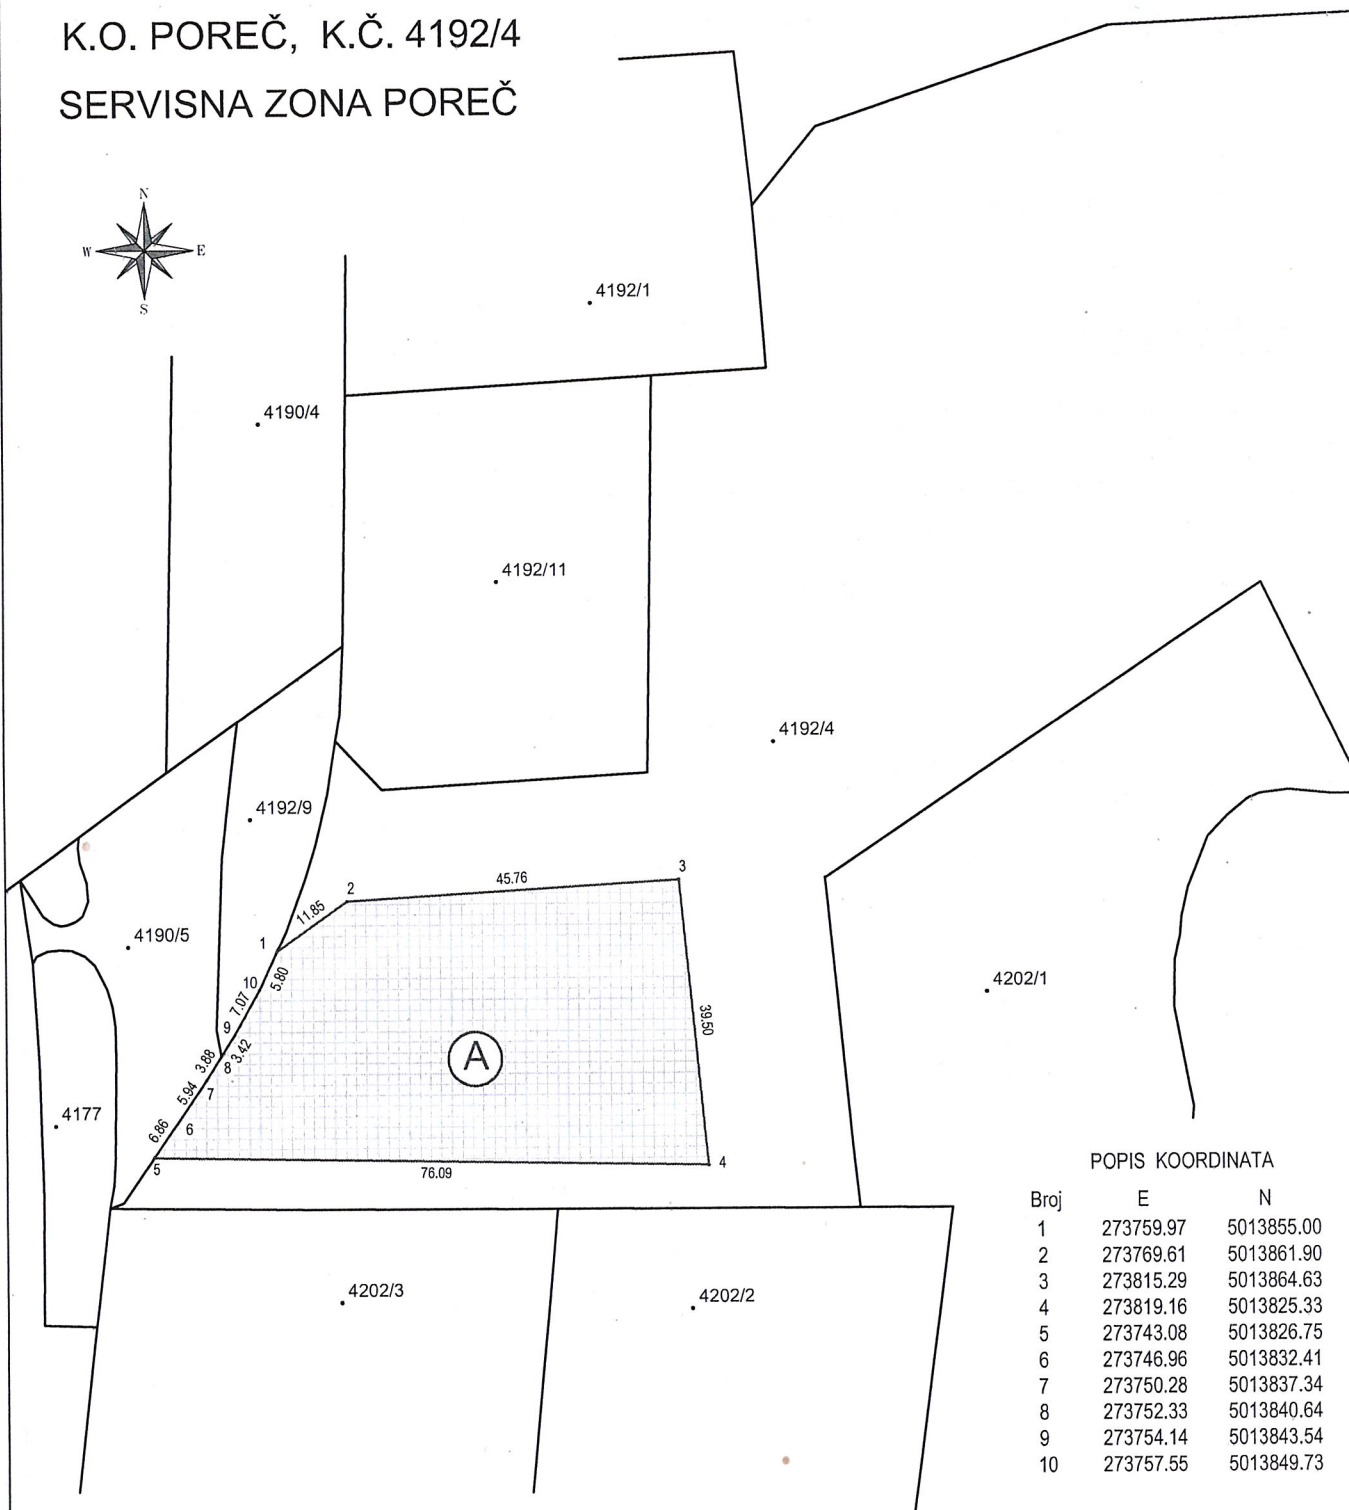 K.O. POREČ, K.Č. 4192/4
SERVISNA ZONA POREČ
N
W
E
S
4192/1
4190/4
4192/11
4192/4
4192/9
3
45.76
2
11.85
4190/5
1
10
5.80
4202/1
7.07
9
39.50
3.42
3.88
8
A
5.94
7
4177
6.86
6
5
76.09
4
4202/3
4202/2
POPIS KOORDINATA
Broj E N
1 273759.97 5013855.00
2 273769.61 5013861.90
3 273815.29 5013864.63
4 273819.16 5013825.33
5 273743.08 5013826.75
6 273746.96 5013832.41
7 273750.28 5013837.34
8 273752.33 5013840.64
9 273754.14 5013843.54
10 273757.55 5013849.73